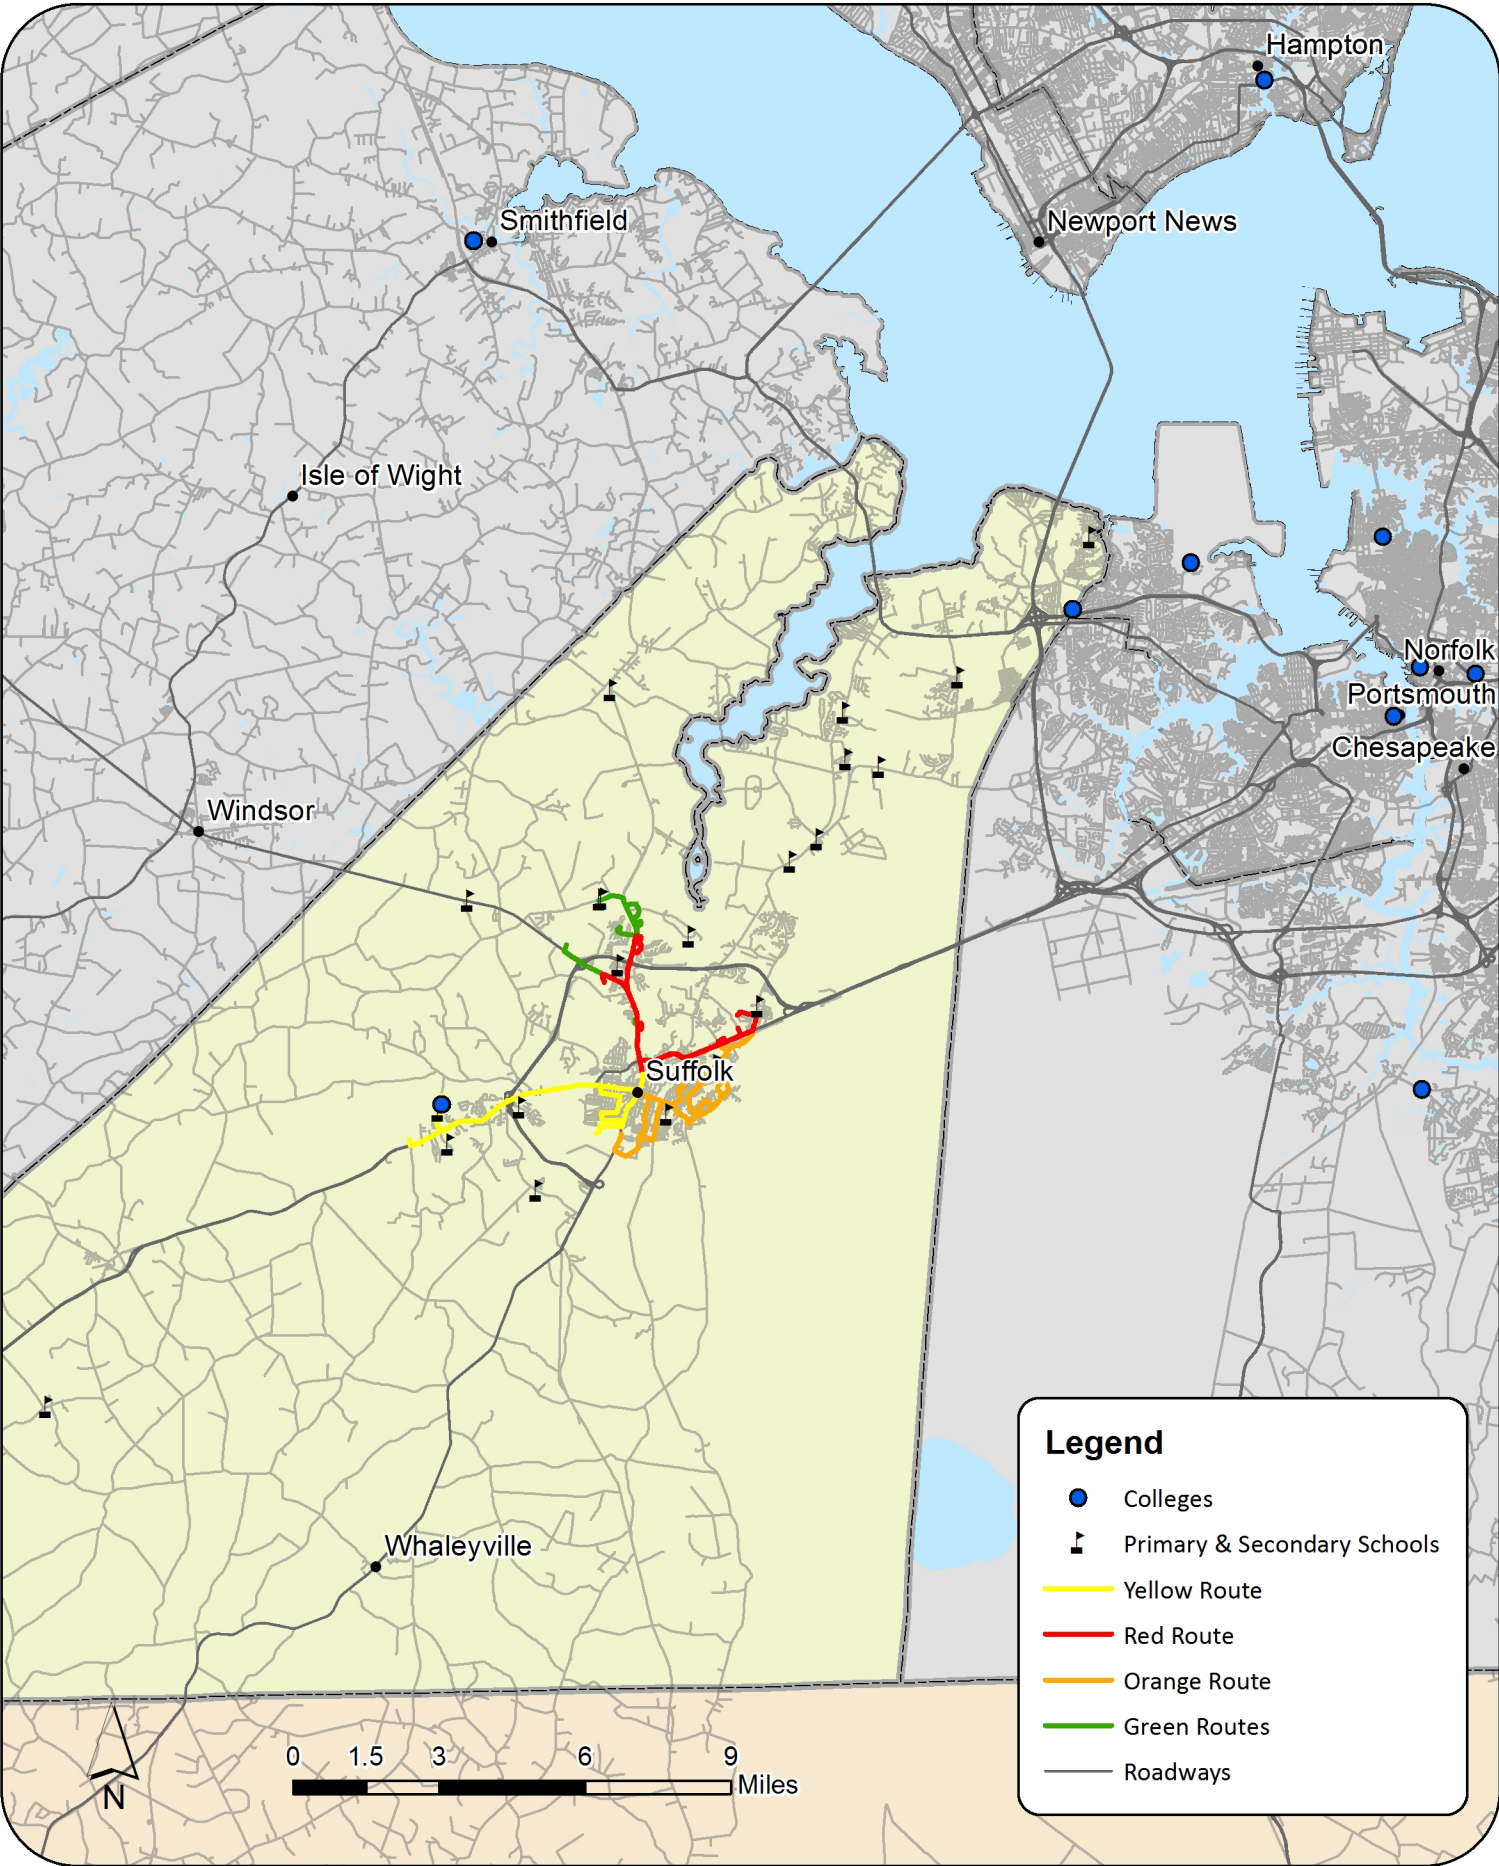 Hampton
Smithfield
Newport News
Isle of Wight
Norfolk
Portsmouth
Chesapeake
Windsor
Suffolk
Whaleyville
Legend
Colleges
Primary & Secondary Schools
Yellow Route
Red Route
Orange Route
Green Routes
Roadways
0 1.5 3 6 9
Miles
N